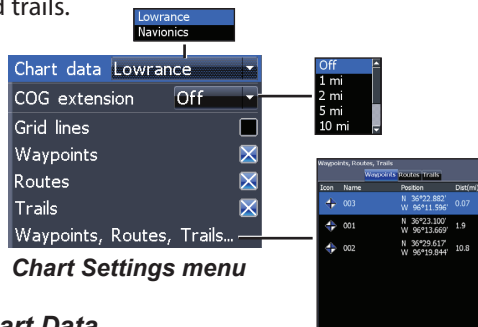 d trails.
Lowrance
Navionics
Chart data Lowrance
COG extension Off
Grid lines
Waypoints
Routes
Trails
Waypoints, Routes, Trails...
Off
1 mi
2 mi
5 mi
10 mi
Waypoints, Routes, Trails
Waypoints Routes Trails
Icon Name Position Dist(mi)
003 N 36°22.882' W 96°11.596' 0.07
001 N 36°23.100' W 96°13.669' 1.9
002 N 36°29.617' W 96°19.844' 10.8
Chart Settings menu
art Data